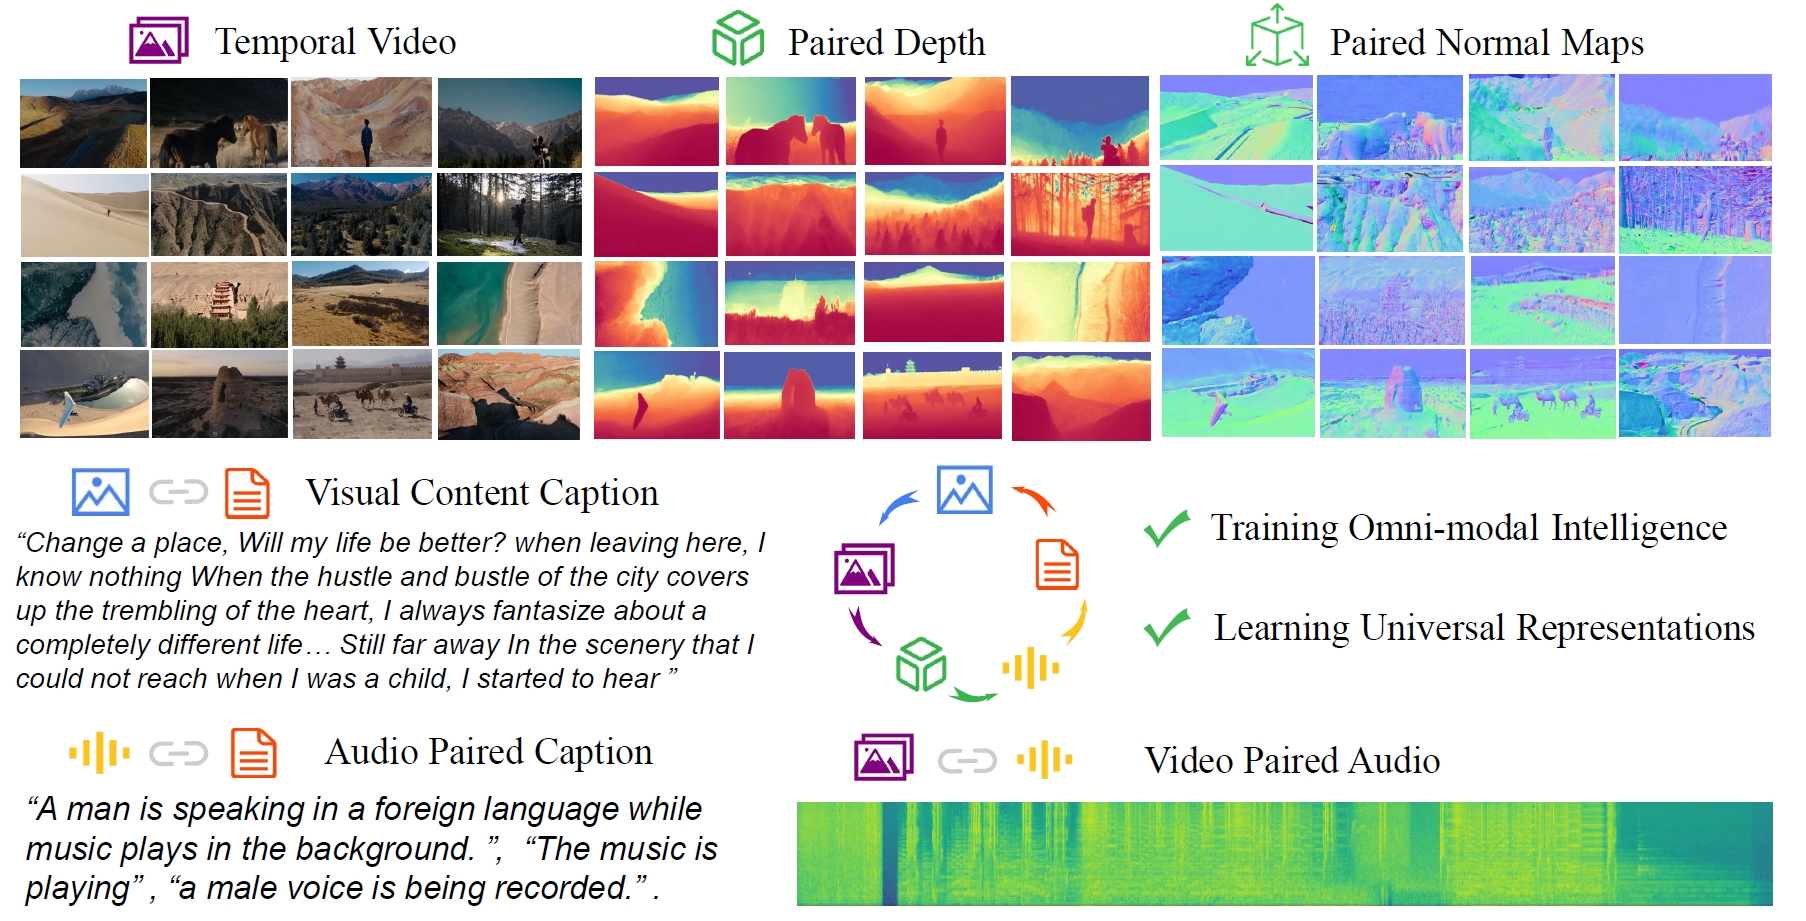 Temporal Video
Paired Depth
Paired Normal Maps
Visual Content Caption
“Change a place, Will my life be better? when leaving here, I
know nothing When the hustle and bustle of the city covers
up the trembling of the heart, I always fantasize about a
completely different life… Still far away In the scenery that I
could not reach when I was a child, I started to hear ”
Training Omni-modal Intelligence
Learning Universal Representations
Audio Paired Caption
“A man is speaking in a foreign language while
music plays in the background. ”, “The music is
playing” , “a male voice is being recorded.” .
Video Paired Audio